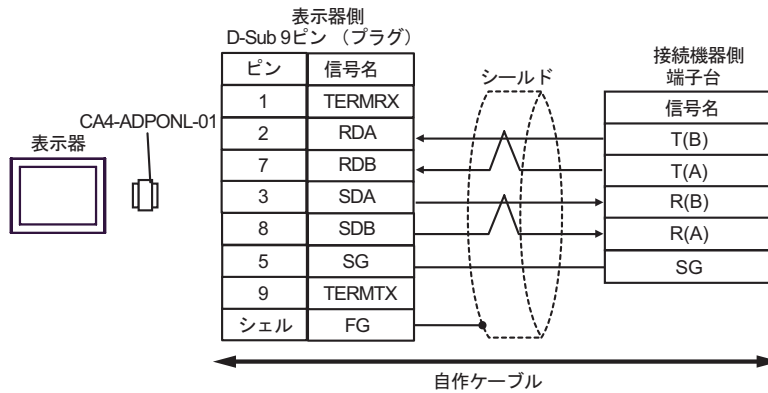 表示器側
D-Sub 9ピン （プラグ）
ピン 信号名
1 TERMRX
2 RDA
7 RDB
3 SDA
8 SDB
5 SG
9 TERMTX
シェル FG
表示器
CA4-ADPONL-01
シールド
接続機器側
端子台
信号名
T(B)
T(A)
R(B)
R(A)
SG
自作ケーブル